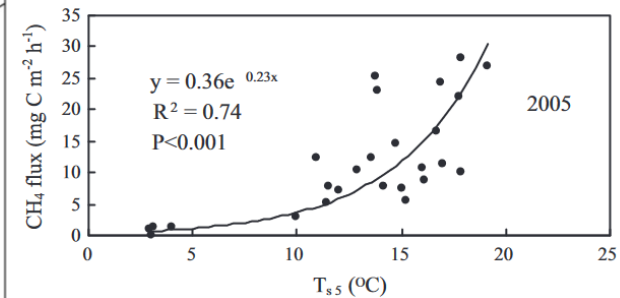 35
30
25
20
15
10
5
0
CH₄ flux (mg C m⁻² h⁻¹)
y = 0.36e 0.23x
R² = 0.74
P<0.001
2005
0 5 10 15 20 25
Tₛ ₅ (⁰C)